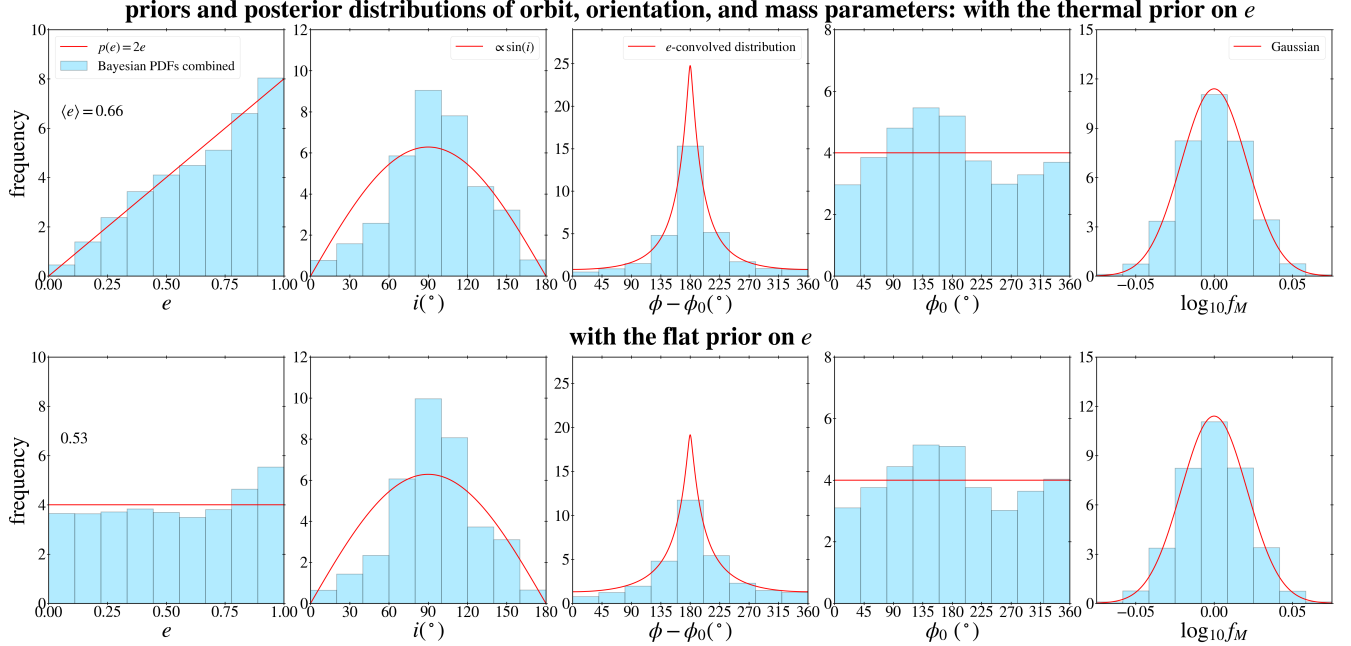 priors and posterior distributions of orbit, orientation, and mass parameters: with the thermal prior on e
frequency
10
8
6
4
2
0
p(e) = 2e
Bayesian PDFs combined
⟨e⟩ = 0.66
0.00 0.25 0.50 0.75 1.00
e
12
10
8
6
4
2
0
∝ sin(i)
0 30 60 90 120 150 180
i(°)
25
20
15
10
5
0
e-convolved distribution
0 45 90 135 180 225 270 315 360
ϕ − ϕ0(°)
8
6
4
2
0
0 45 90 135 180 225 270 315 360
ϕ0 (°)
15
12
9
6
3
0
Gaussian
−0.05 0.00 0.05
log10 fM
with the flat prior on e
frequency
10
8
6
4
2
0
0.53
0.00 0.25 0.50 0.75 1.00
e
12
10
8
6
4
2
0
0 30 60 90 120 150 180
i(°)
25
20
15
10
5
0
0 45 90 135 180 225 270 315 360
ϕ − ϕ0(°)
8
6
4
2
0
0 45 90 135 180 225 270 315 360
ϕ0 (°)
15
12
9
6
3
0
−0.05 0.00 0.05
log10 fM